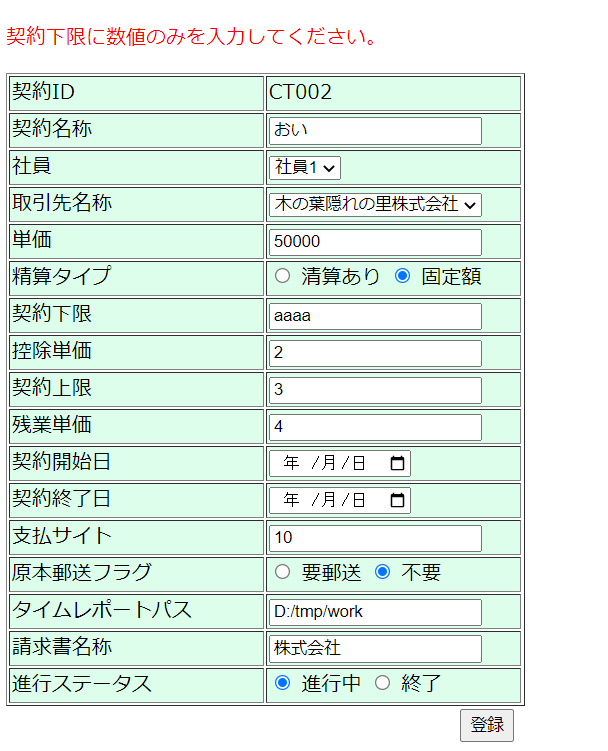 契約下限に数値のみを入力してください。
契約ID CT002
契約名称 おい
社員 社員1
取引先名称 木の葉隠れの里株式会社
単価 50000
精算タイプ 清算あり 固定額
契約下限 aaaa
控除単価 2
契約上限 3
残業単価 4
契約開始日 年 /月/日
契約終了日 年 /月/日
支払サイト 10
原本郵送フラグ 要郵送 不要
タイムレポートパス D:/tmp/work
請求書名称 株式会社
進行ステータス 進行中 終了
登録